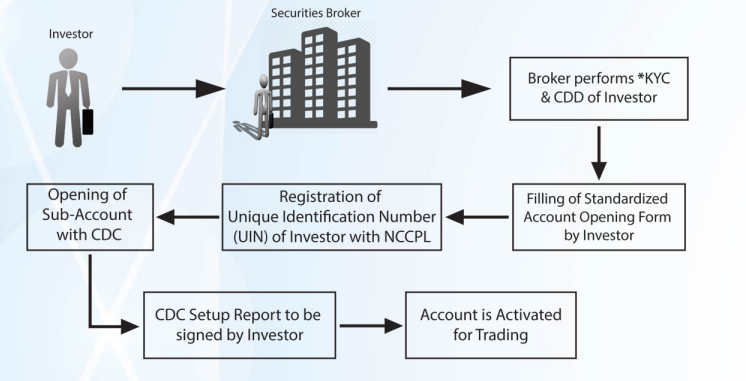 Securities Broker
Investor
Broker performs *KYC
& CDD of Investor
Filling of Standardized
Account Opening Form
by Investor
Registration of
Unique Identification Number
(UIN) of Investor with NCCPL
Opening of
Sub-Account
with CDC
CDC Setup Report to be
signed by Investor
Account is Activated
for Trading